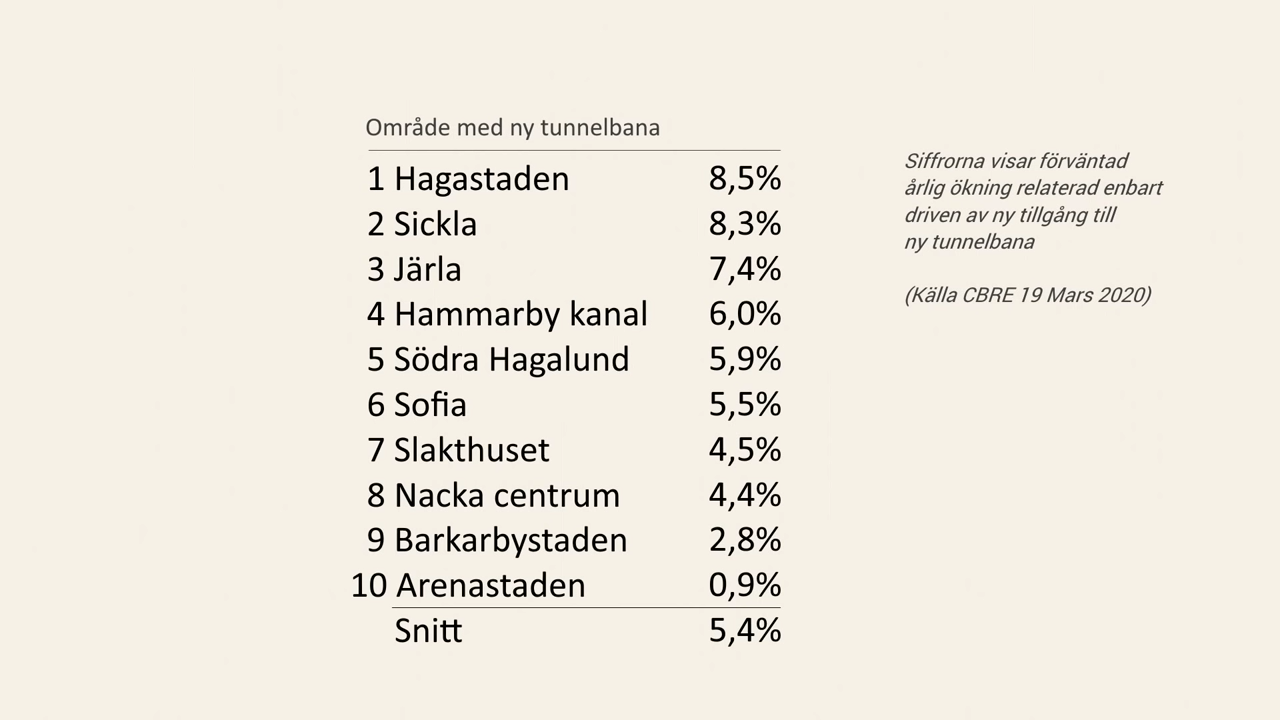 Område med ny tunnelbana
1 Hagastaden 8,5%
2 Sickla 8,3%
3 Järla 7,4%
4 Hammarby kanal 6,0%
5 Södra Hagalund 5,9%
6 Sofia 5,5%
7 Slakthuset 4,5%
8 Nacka centrum 4,4%
9 Barkarbystaden 2,8%
10 Arenastaden 0,9%
Snitt 5,4%
Siffrorna visar förväntad
årlig ökning relaterad enbart
driven av ny tillgång till
ny tunnelbana
(Källa CBRE 19 Mars 2020)